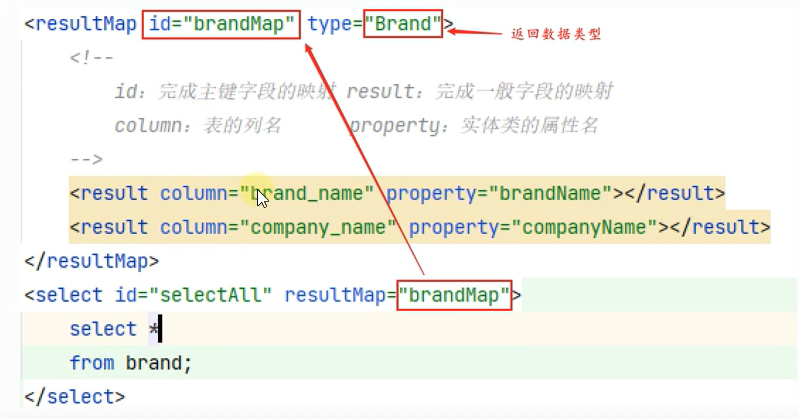 <resultMap id="brandMap" type="Brand">
返回数据类型
<!--
id：完成主键字段的映射 result：完成一般字段的映射
column：表的列名 property：实体类的属性名
-->
<result column="brand_name" property="brandName"></result>
<result column="company_name" property="companyName"></result>
</resultMap>
<select id="selectAll" resultMap="brandMap">
select *
from brand;
</select>